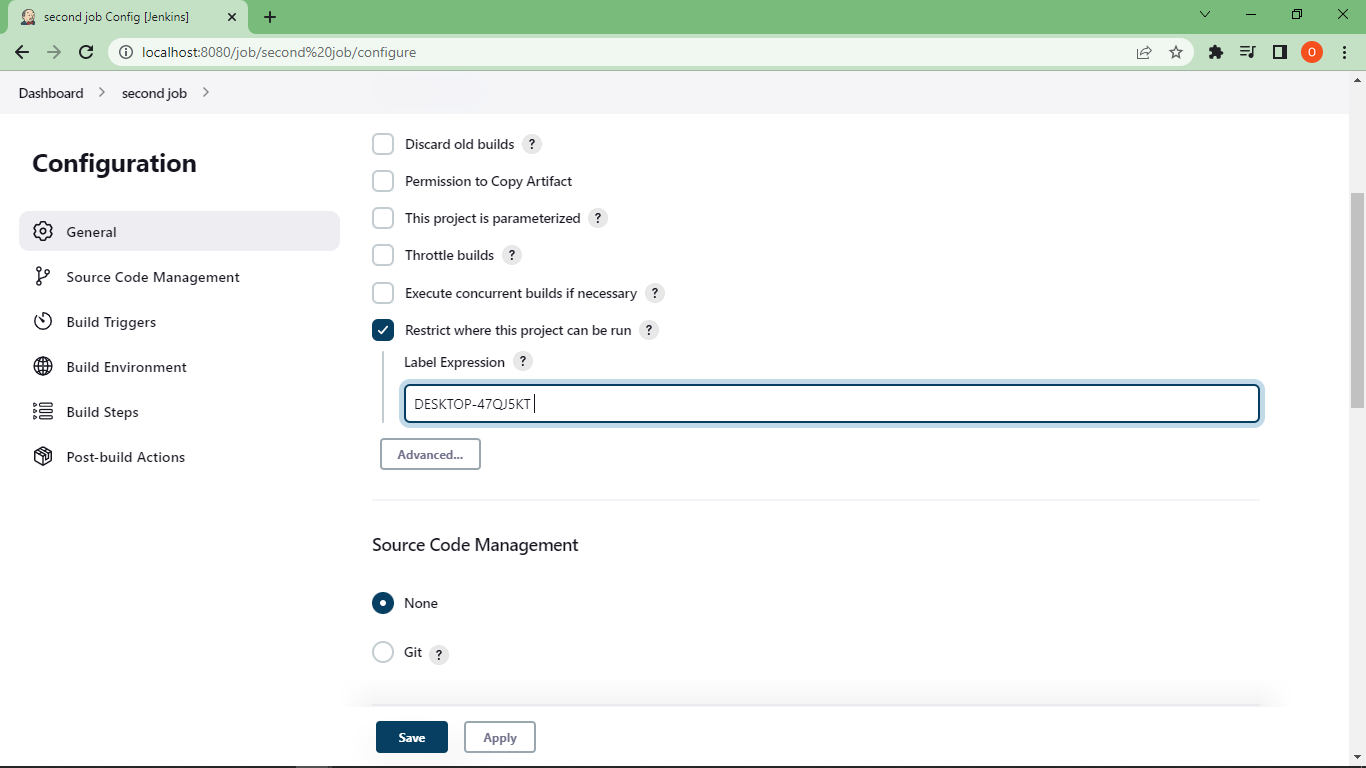 second job Config [Jenkins]
localhost:8080/job/second%20job/configure
O
Dashboard second job
Configuration
General
Source Code Management
Build Triggers
Build Environment
Build Steps
Post-build Actions
Discard old builds ?
Permission to Copy Artifact
This project is parameterized ?
Throttle builds ?
Execute concurrent builds if necessary ?
Restrict where this project can be run ?
Label Expression ?
DESKTOP-47QJ5KT
Advanced...
Source Code Management
None
Git ?
Save Apply